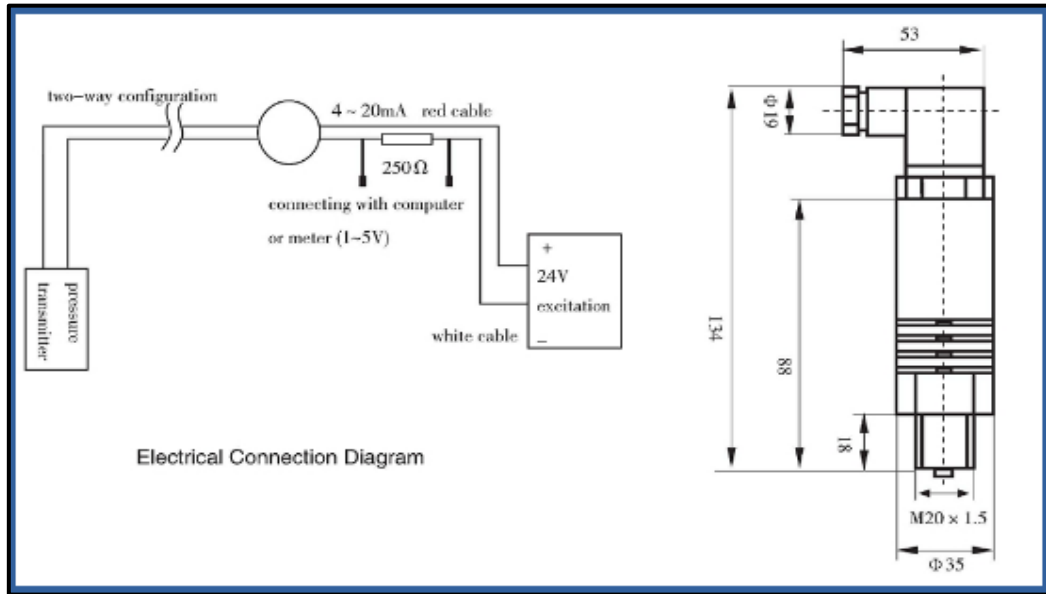 two-way configuration
4 ~ 20mA red cable
250Ω
connecting with computer
or meter (1~5V)
+
24V
excitation
–
white cable
pressure
transmitter
Electrical Connection Diagram
53
Φ19
134
88
18
M20 × 1.5
Φ35